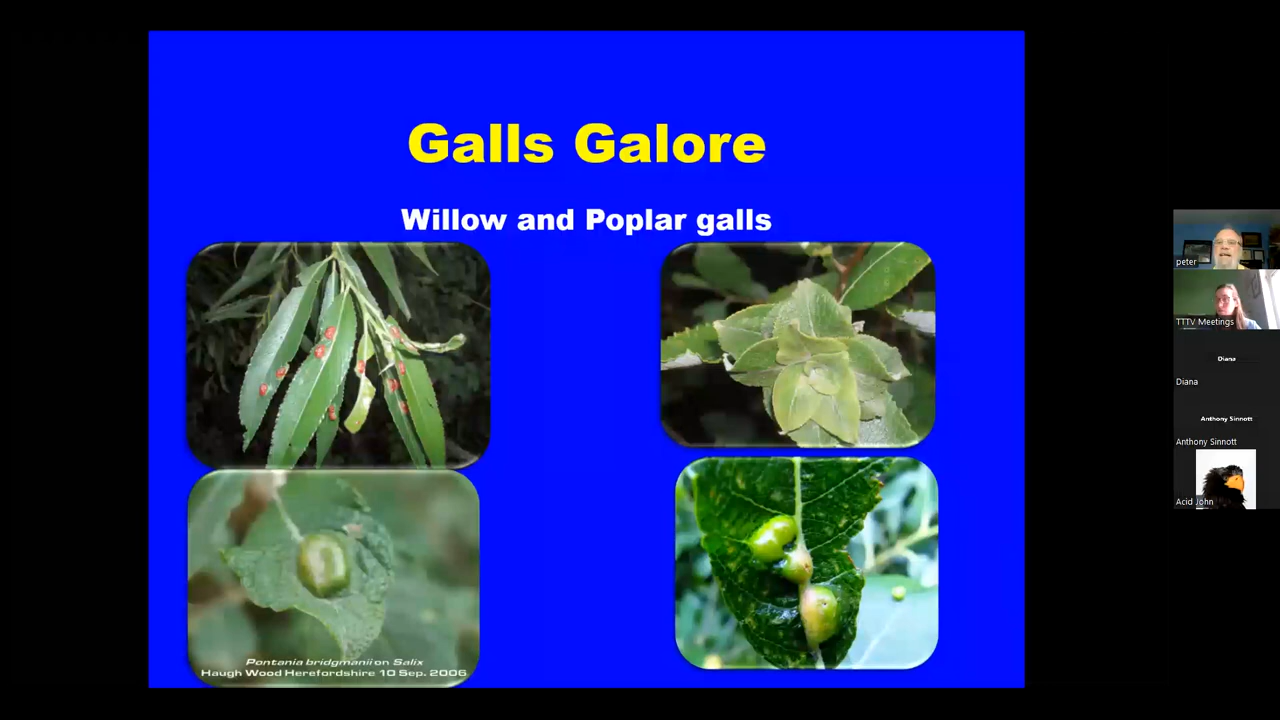 Galls Galore
Willow and Poplar galls
Pontania bridgmanii on Salix
Haugh Wood Herefordshire 10 Sep. 2006
peter
TTTV Meetings
Diana
Diana
Anthony Sinnott
Anthony Sinnott
Acid John